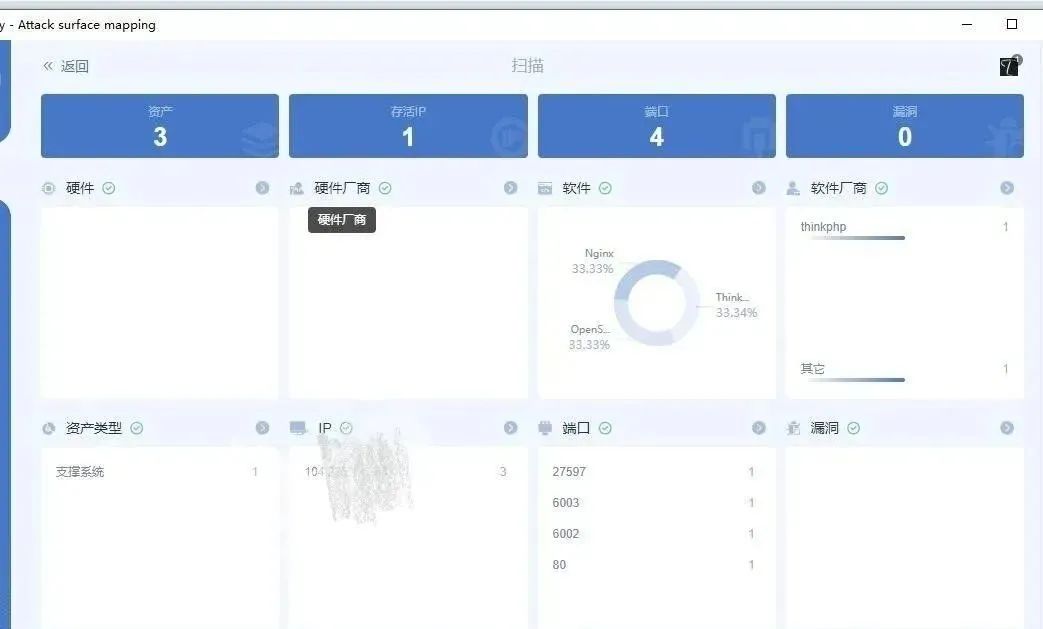 y - Attack surface mapping
« 返回
扫描
1
资产
3
存活IP
1
端口
4
漏洞
0
硬件
硬件厂商
软件
软件厂商
硬件厂商
Nginx
33.33%
Think...
33.34%
OpenS...
33.33%
thinkphp 1
其它 1
资产类型
IP
端口
漏洞
支撑系统 1
104. 3
27597 1
6003 1
6002 1
80 1